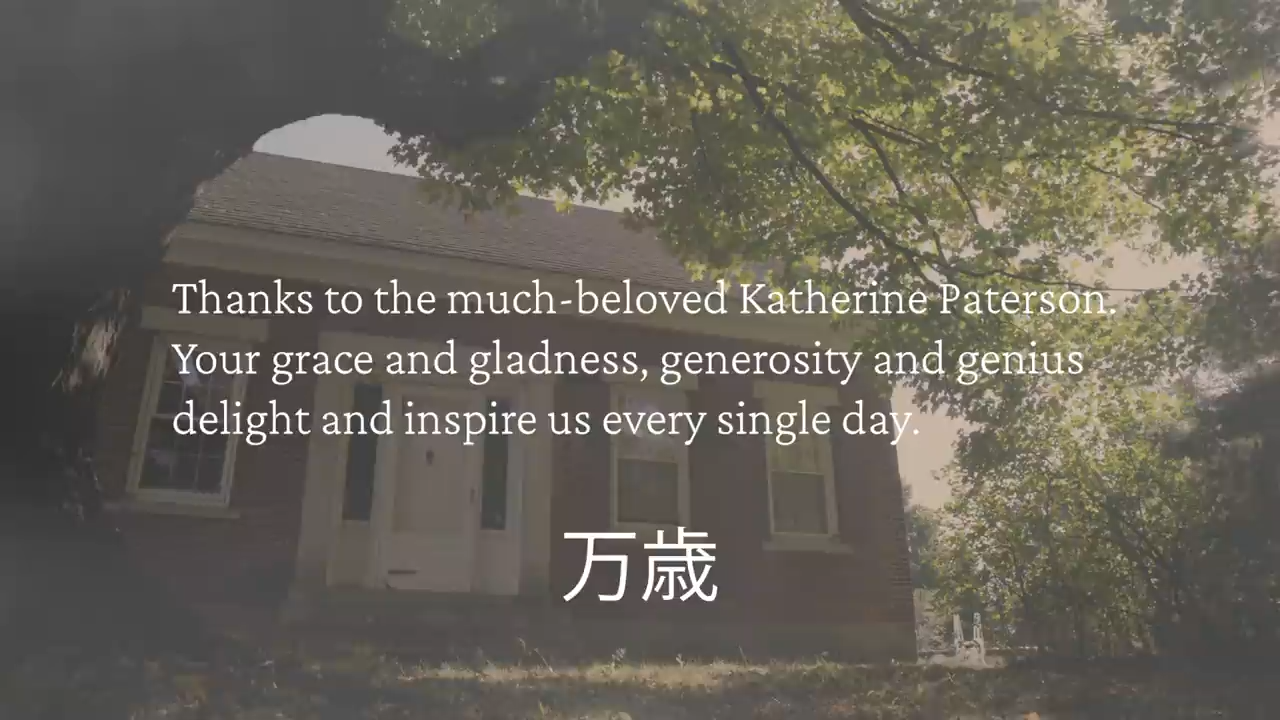 Thanks to the much-beloved Katherine Paterson.
Your grace and gladness, generosity and genius
delight and inspire us every single day.
万歳